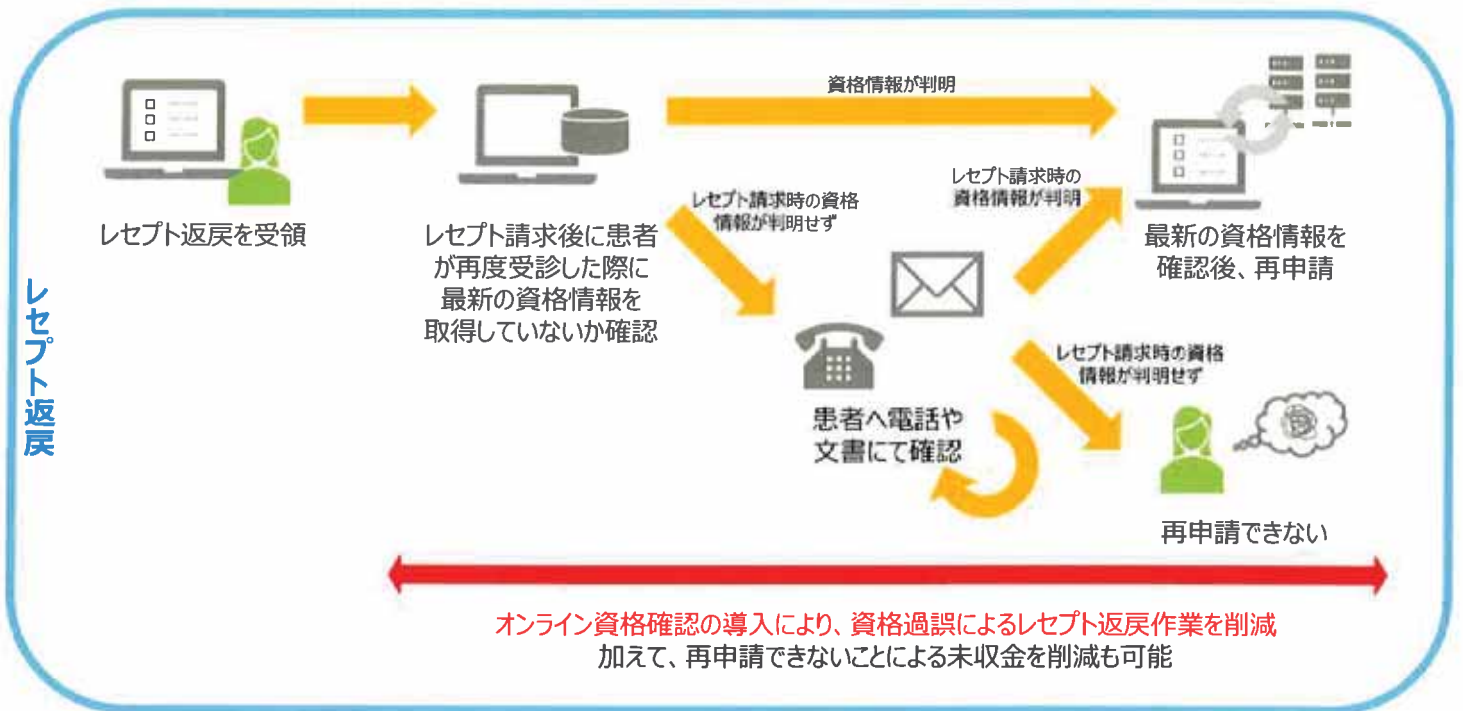 レセプト返戻
レセプト返戻を受領
レセプト請求後に患者
が再度受診した際に
最新の資格情報を
取得していないか確認
資格情報が判明
レセプト請求時の資格
情報が判明せず
患者へ電話や
文書にて確認
レセプト請求時の
資格情報が判明
最新の資格情報を
確認後、再申請
レセプト請求時の資格
情報が判明せず
再申請できない
オンライン資格確認の導入により、資格過誤によるレセプト返戻作業を削減
加えて、再申請できないことによる未収金を削減も可能